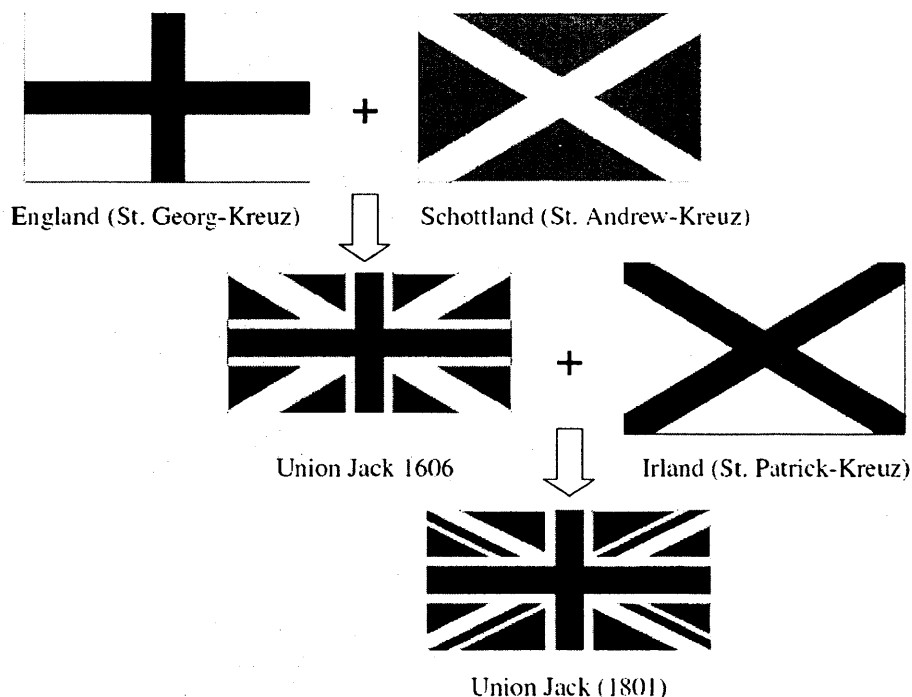 +
England (St. Georg-Kreuz)
Schottland (St. Andrew-Kreuz)
+
Union Jack 1606
Irland (St. Patrick-Kreuz)
Union Jack (1801)